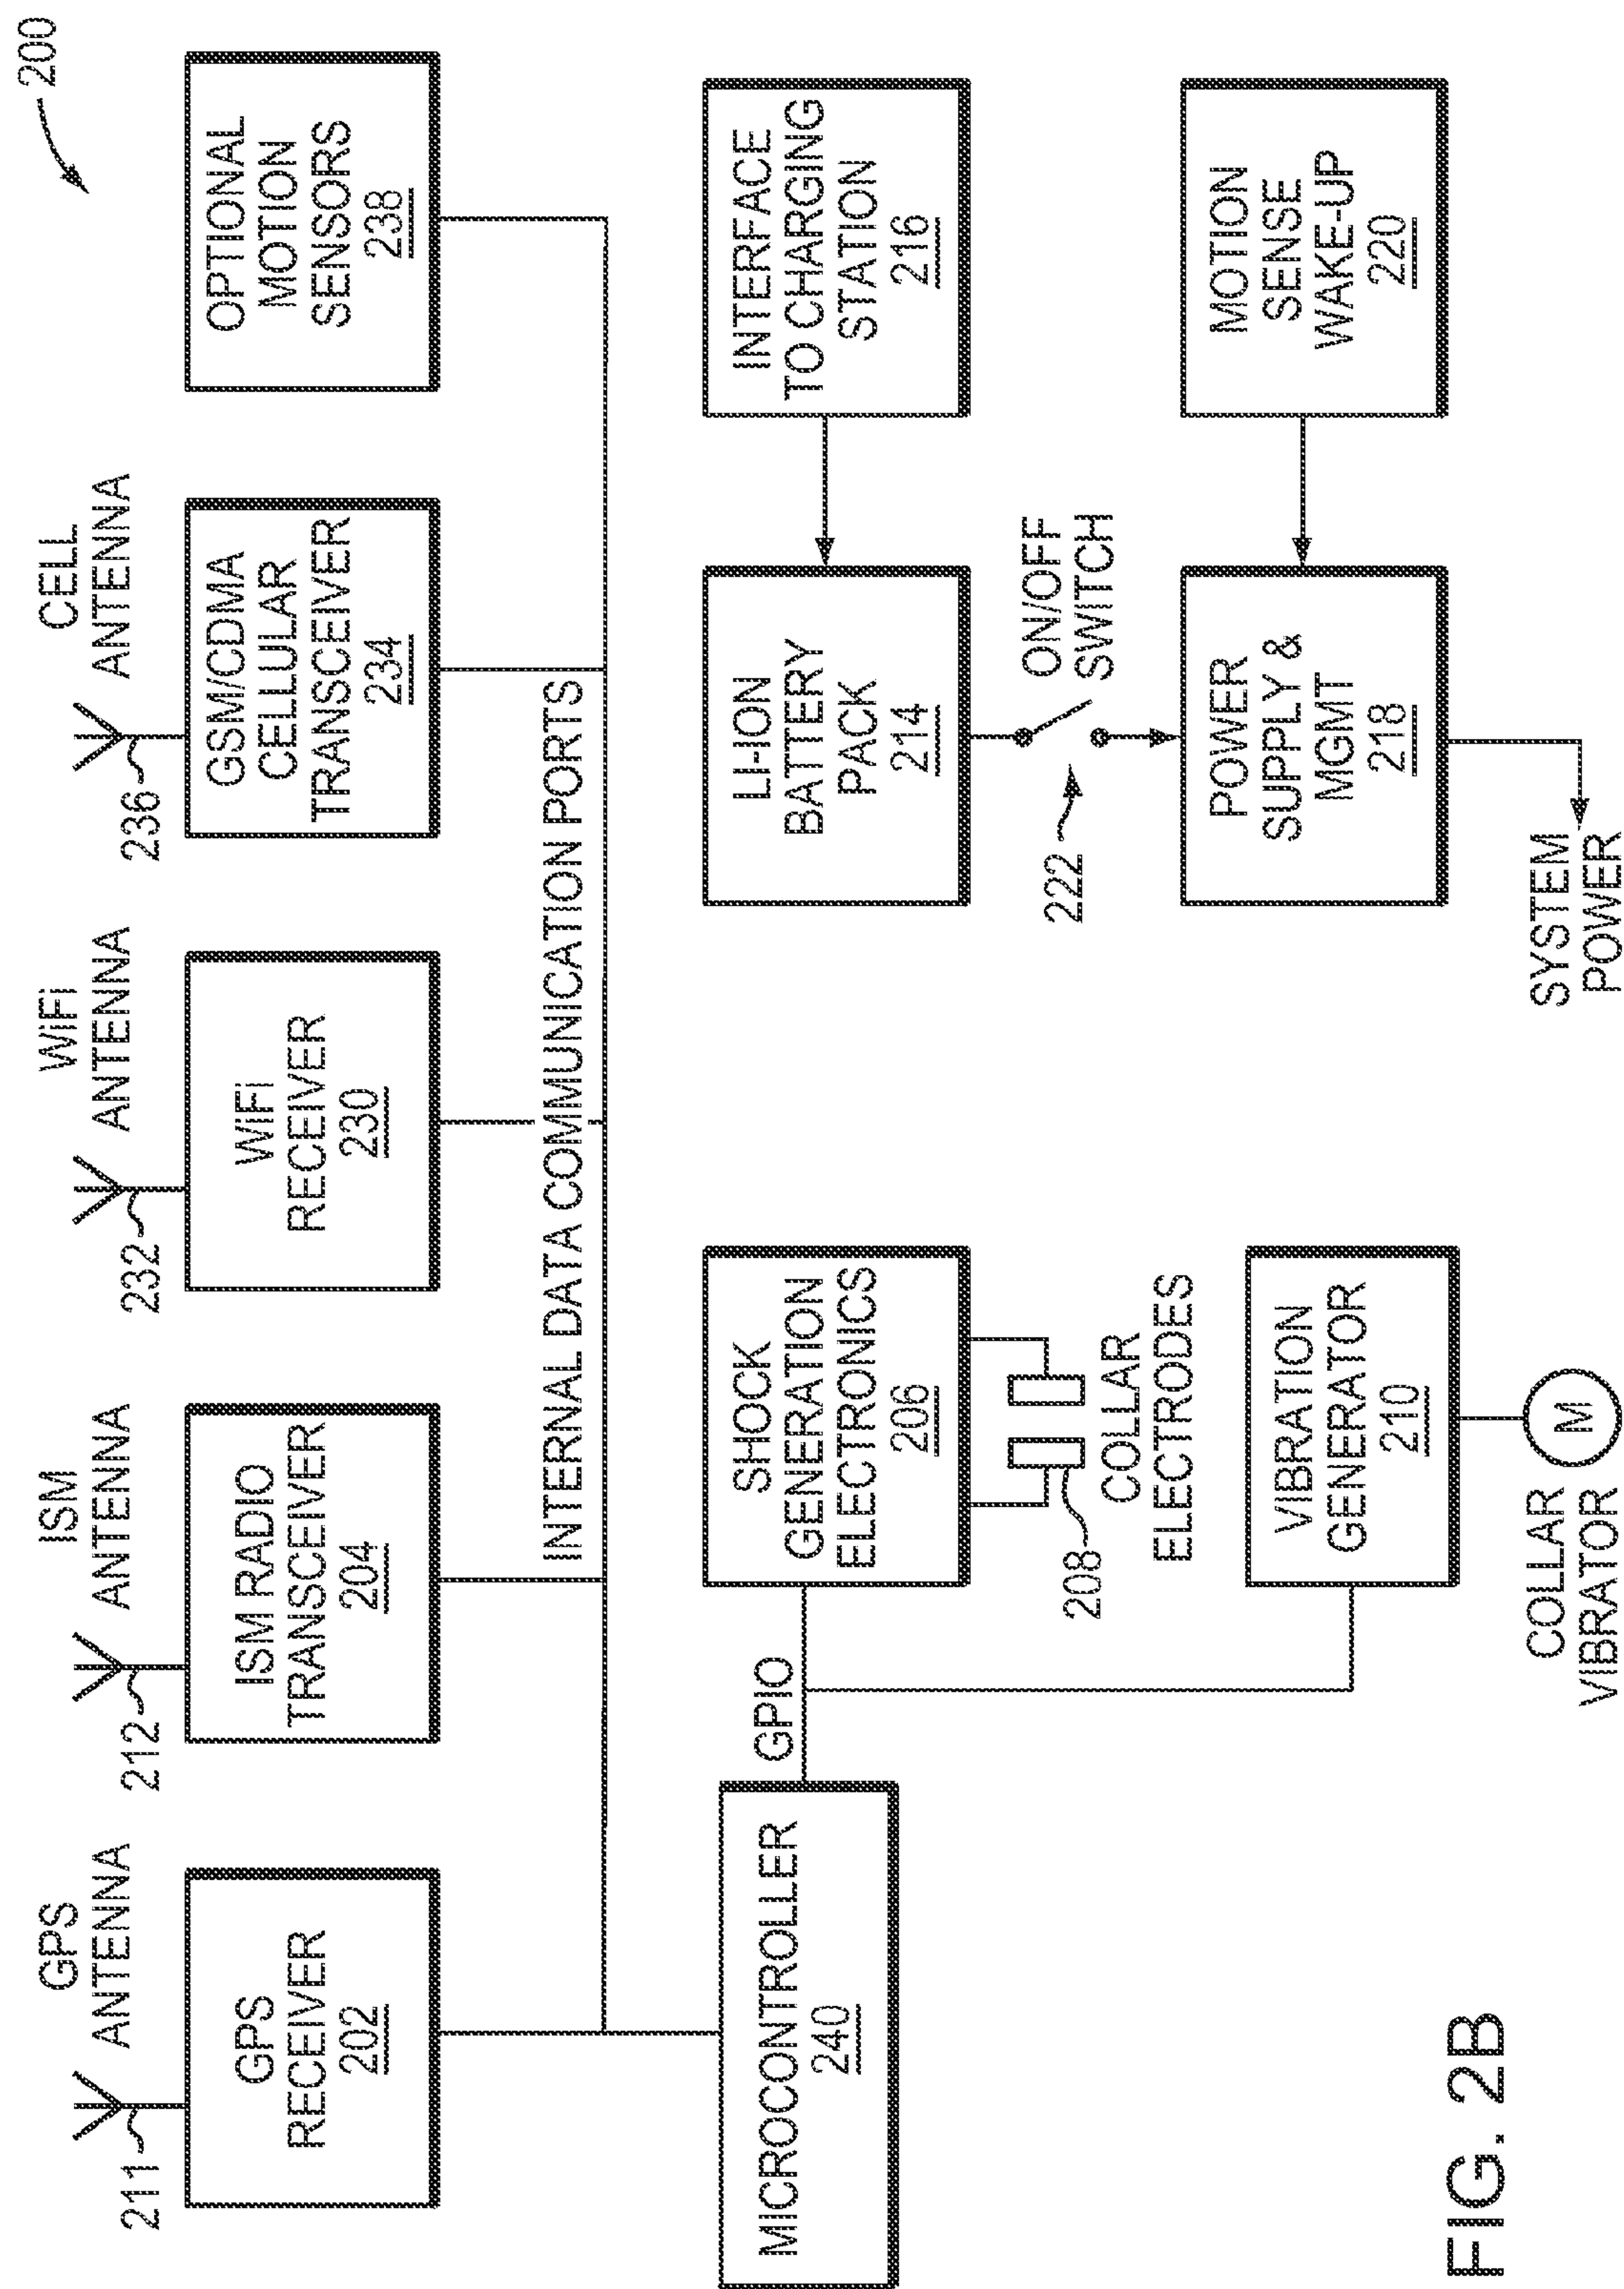 200
GPS
ANTENNA
211
GPS
RECEIVER
202
ISM
ANTENNA
212
ISM RADIO
TRANSCEIVER
204
WiFi
ANTENNA
232
WiFi
RECEIVER
230
CELL
ANTENNA
236
GSM/CDMA
CELLULAR
TRANSCEIVER
234
OPTIONAL
MOTION
SENSORS
238
INTERNAL DATA COMMUNICATION PORTS
MICROCONTROLLER
240
GPIO
SHOCK
GENERATION
ELECTRONICS
206
208
COLLAR
ELECTRODES
VIBRATION
GENERATOR
210
COLLAR
VIBRATOR
M
LI-ION
BATTERY
PACK
214
INTERFACE
TO CHARGING
STATION
216
222
ON/OFF
SWITCH
POWER
SUPPLY &
MGMT
218
MOTION
SENSE
WAKE-UP
220
SYSTEM
POWER
FIG. 2B